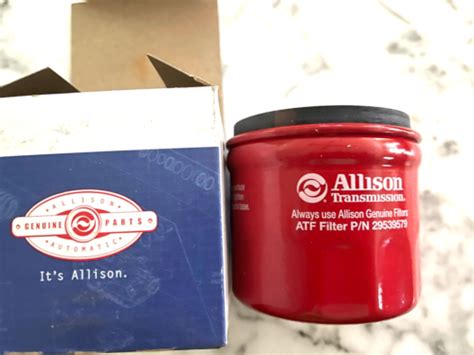 ALLISON
GENUINE PARTS
AUTOMATIC
It's Allison.
Allison
Transmission.
Always use Allison Genuine Filters
ATF Filter P/N 29539579